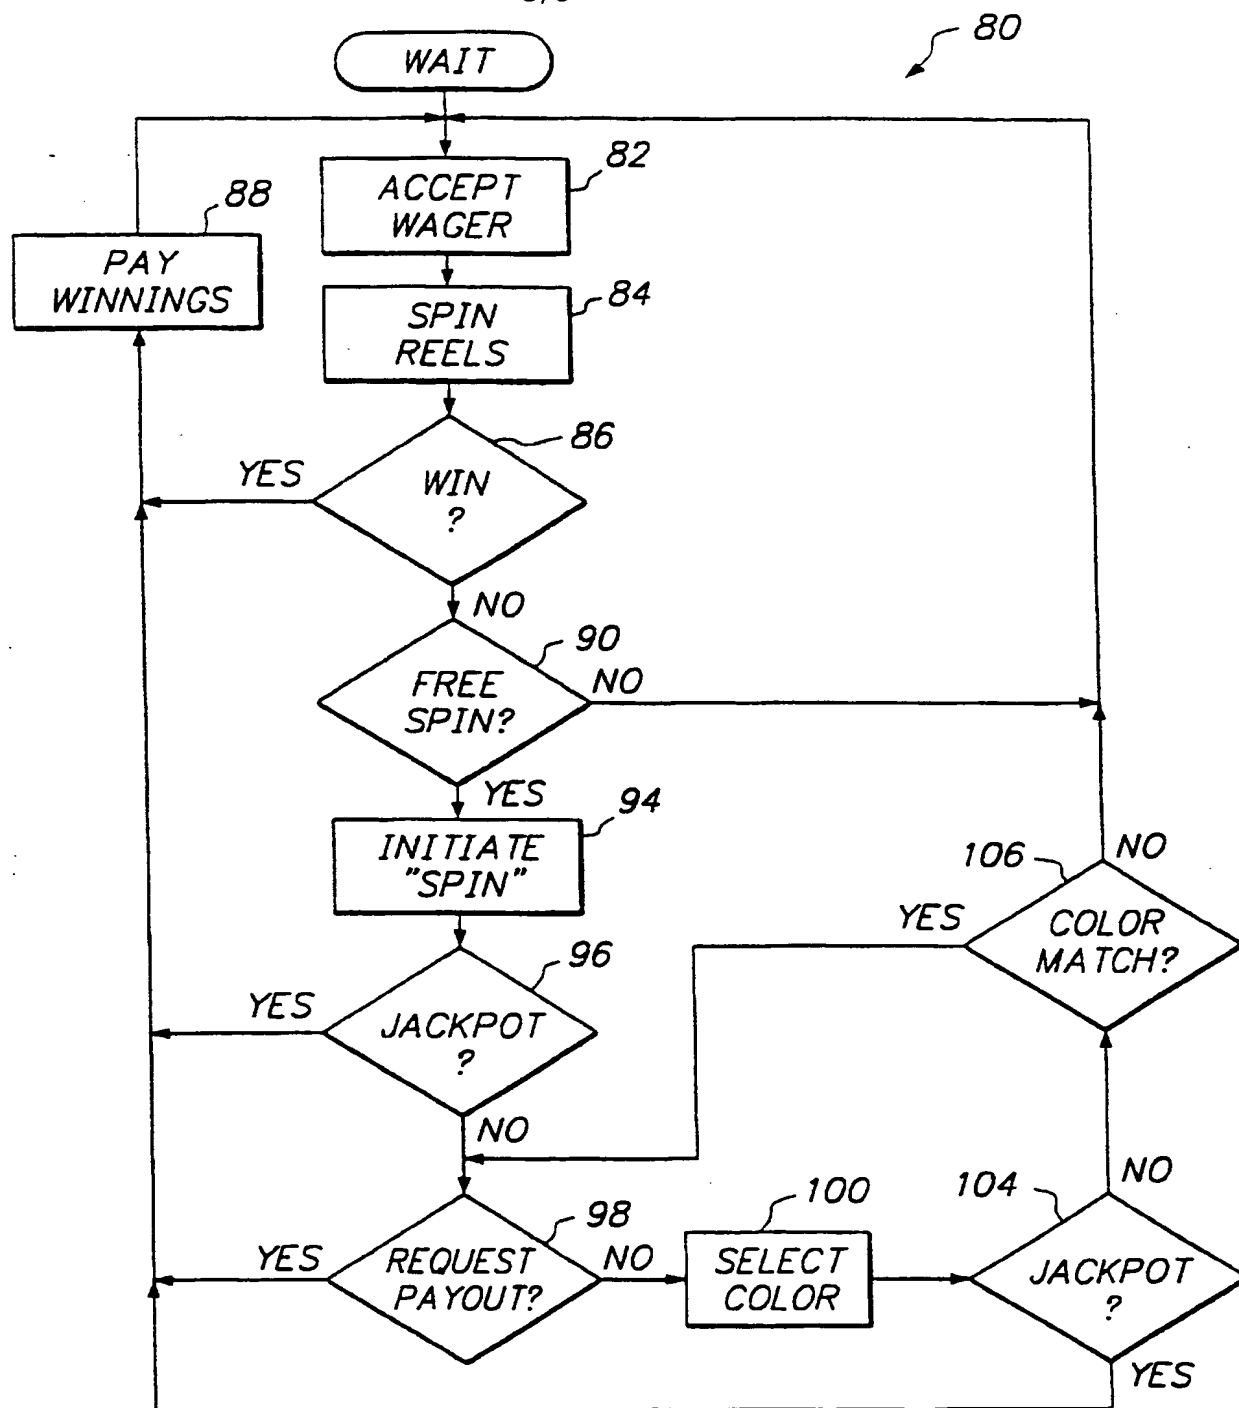 80
WAIT
82
ACCEPT
WAGER
88
PAY
WINNINGS
84
SPIN
REELS
86
YES
WIN
?
NO
90
FREE
SPIN?
NO
YES
94
INITIATE
"SPIN"
96
YES
JACKPOT
?
NO
106
NO
YES
COLOR
MATCH?
98
YES
REQUEST
PAYOUT?
NO
100
SELECT
COLOR
104
NO
JACKPOT
?
YES